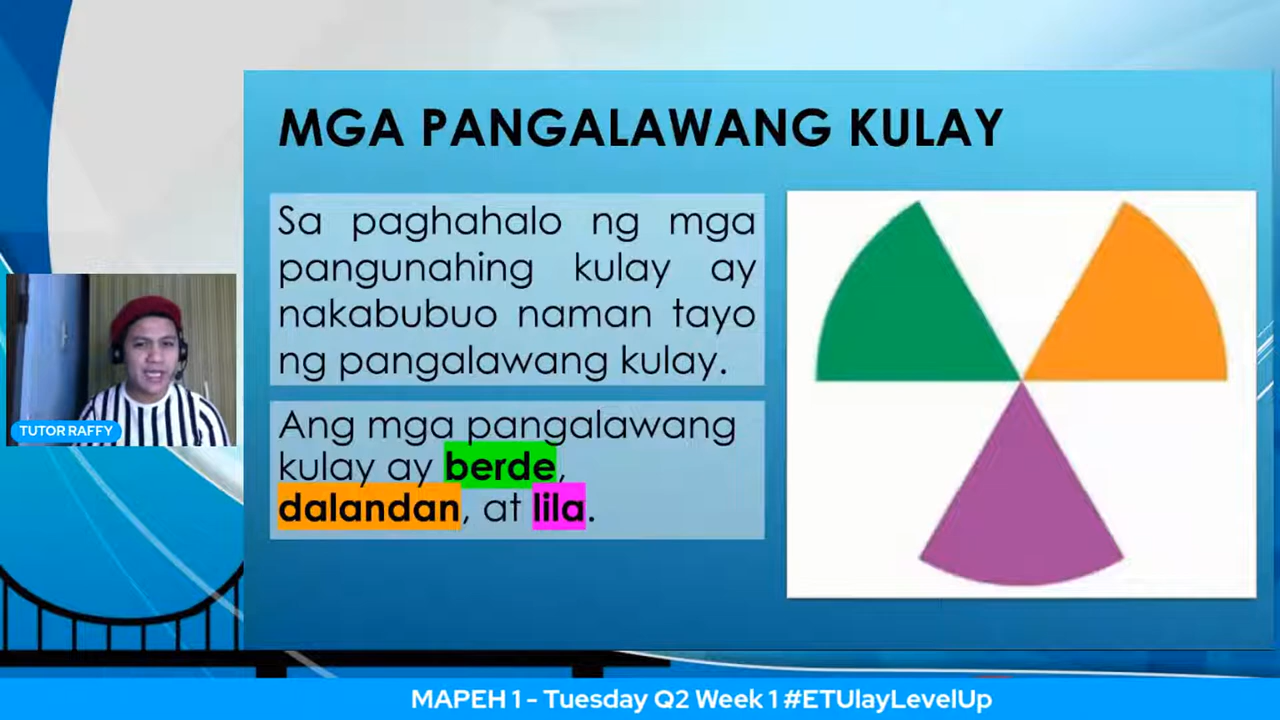 MGA PANGALAWANG KULAY
Sa paghahalo ng mga
pangunahing kulay ay
nakabubuo naman tayo
ng pangalawang kulay.
Ang mga pangalawang
kulay ay berde,
dalandan, at lila.
TUTOR RAFFY
MAPEH 1 - Tuesday Q2 Week 1 #ETUlayLevelUp